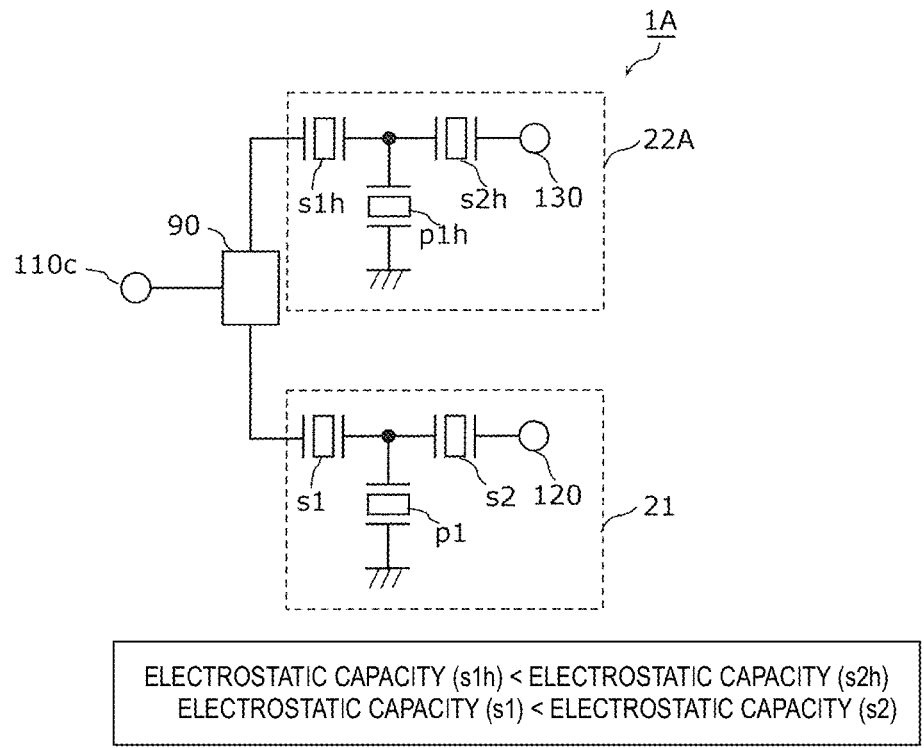 1A
22A
s1h
s2h
130
p1h
90
110c
s1
s2
120
p1
21
ELECTROSTATIC CAPACITY (s1h) < ELECTROSTATIC CAPACITY (s2h)
ELECTROSTATIC CAPACITY (s1) < ELECTROSTATIC CAPACITY (s2)